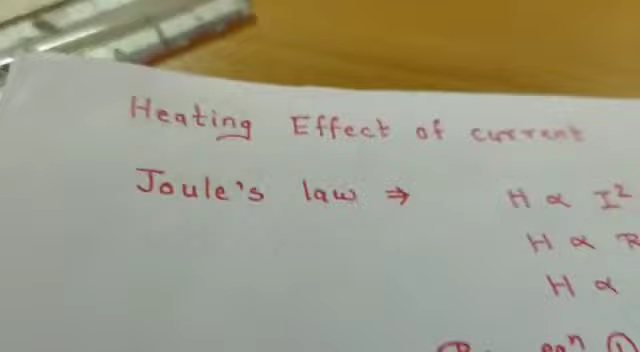 Heating Effect of current
Joule's law ⇒ H ∝ I²
H ∝ R
H ∝